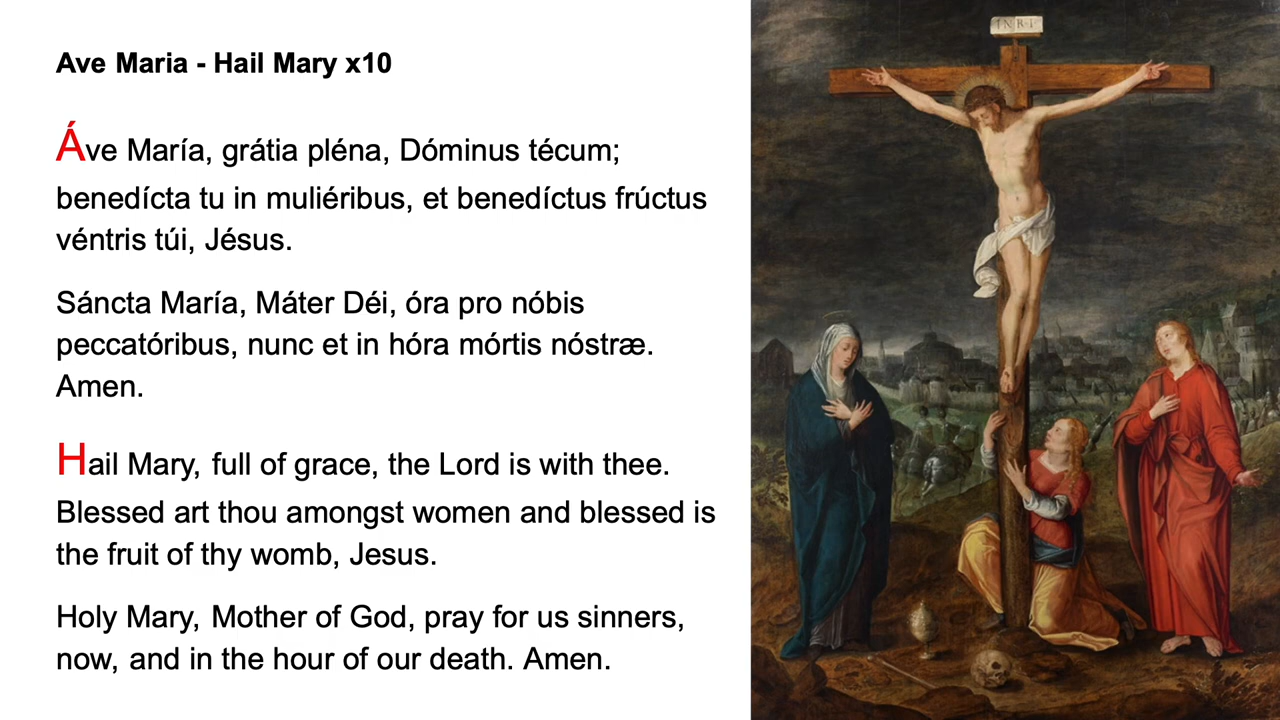 Ave Maria - Hail Mary x10
Áve María, grátia pléna, Dóminus técum;
benedícta tu in muliéribus, et benedíctus frúctus
véntris túi, Jésus.
Sáncta María, Máter Déi, óra pro nóbis
peccatóribus, nunc et in hóra mórtis nóstræ.
Amen.
Hail Mary, full of grace, the Lord is with thee.
Blessed art thou amongst women and blessed is
the fruit of thy womb, Jesus.
Holy Mary, Mother of God, pray for us sinners,
now, and in the hour of our death. Amen.
INRI